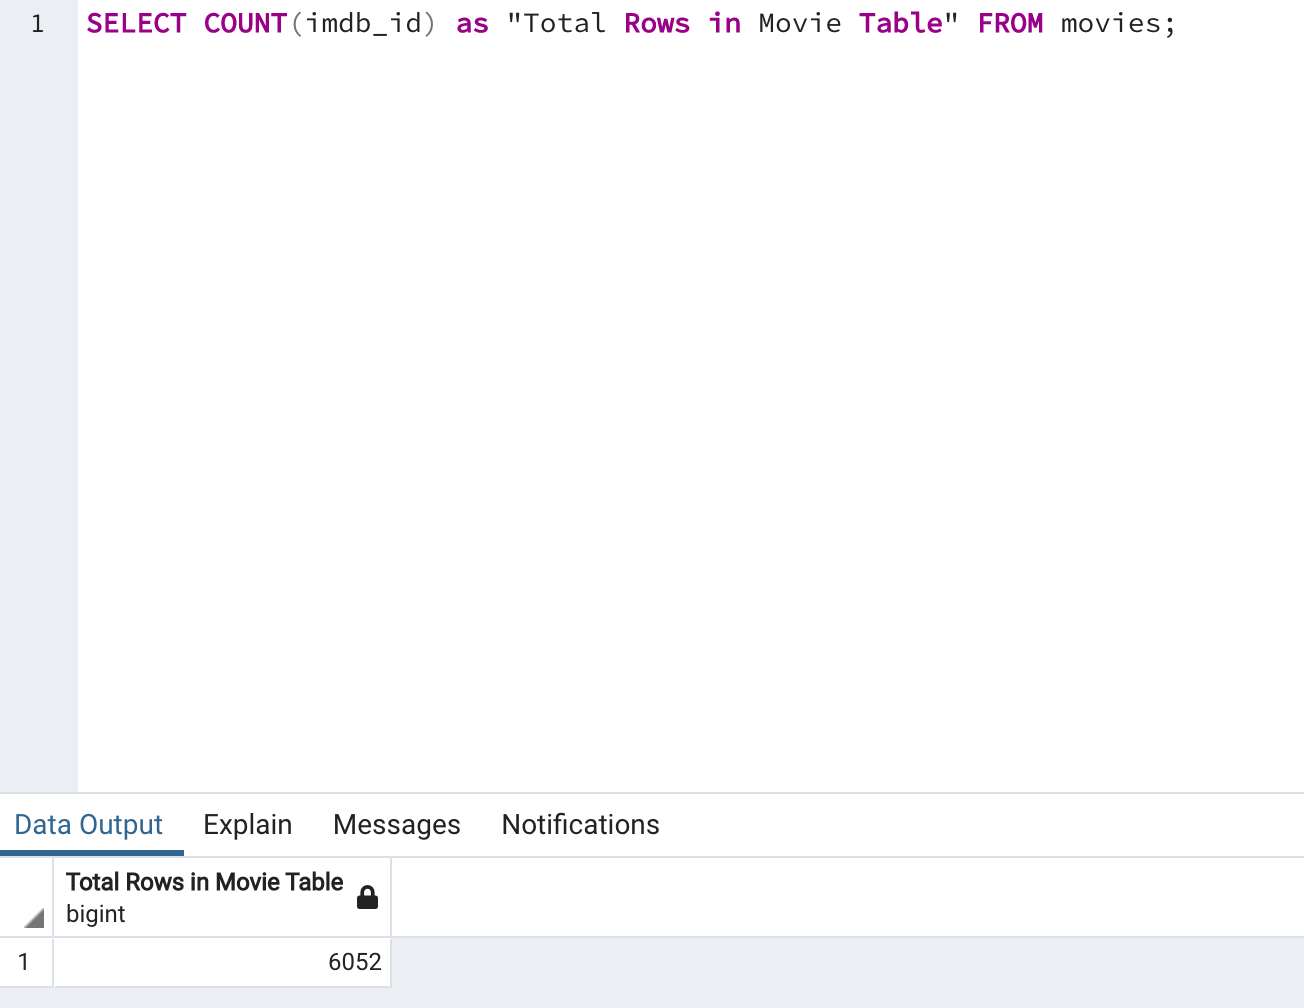 1 SELECT COUNT(imdb_id) as "Total Rows in Movie Table" FROM movies;
Data Output Explain Messages Notifications
Total Rows in Movie Table
bigint
1 6052